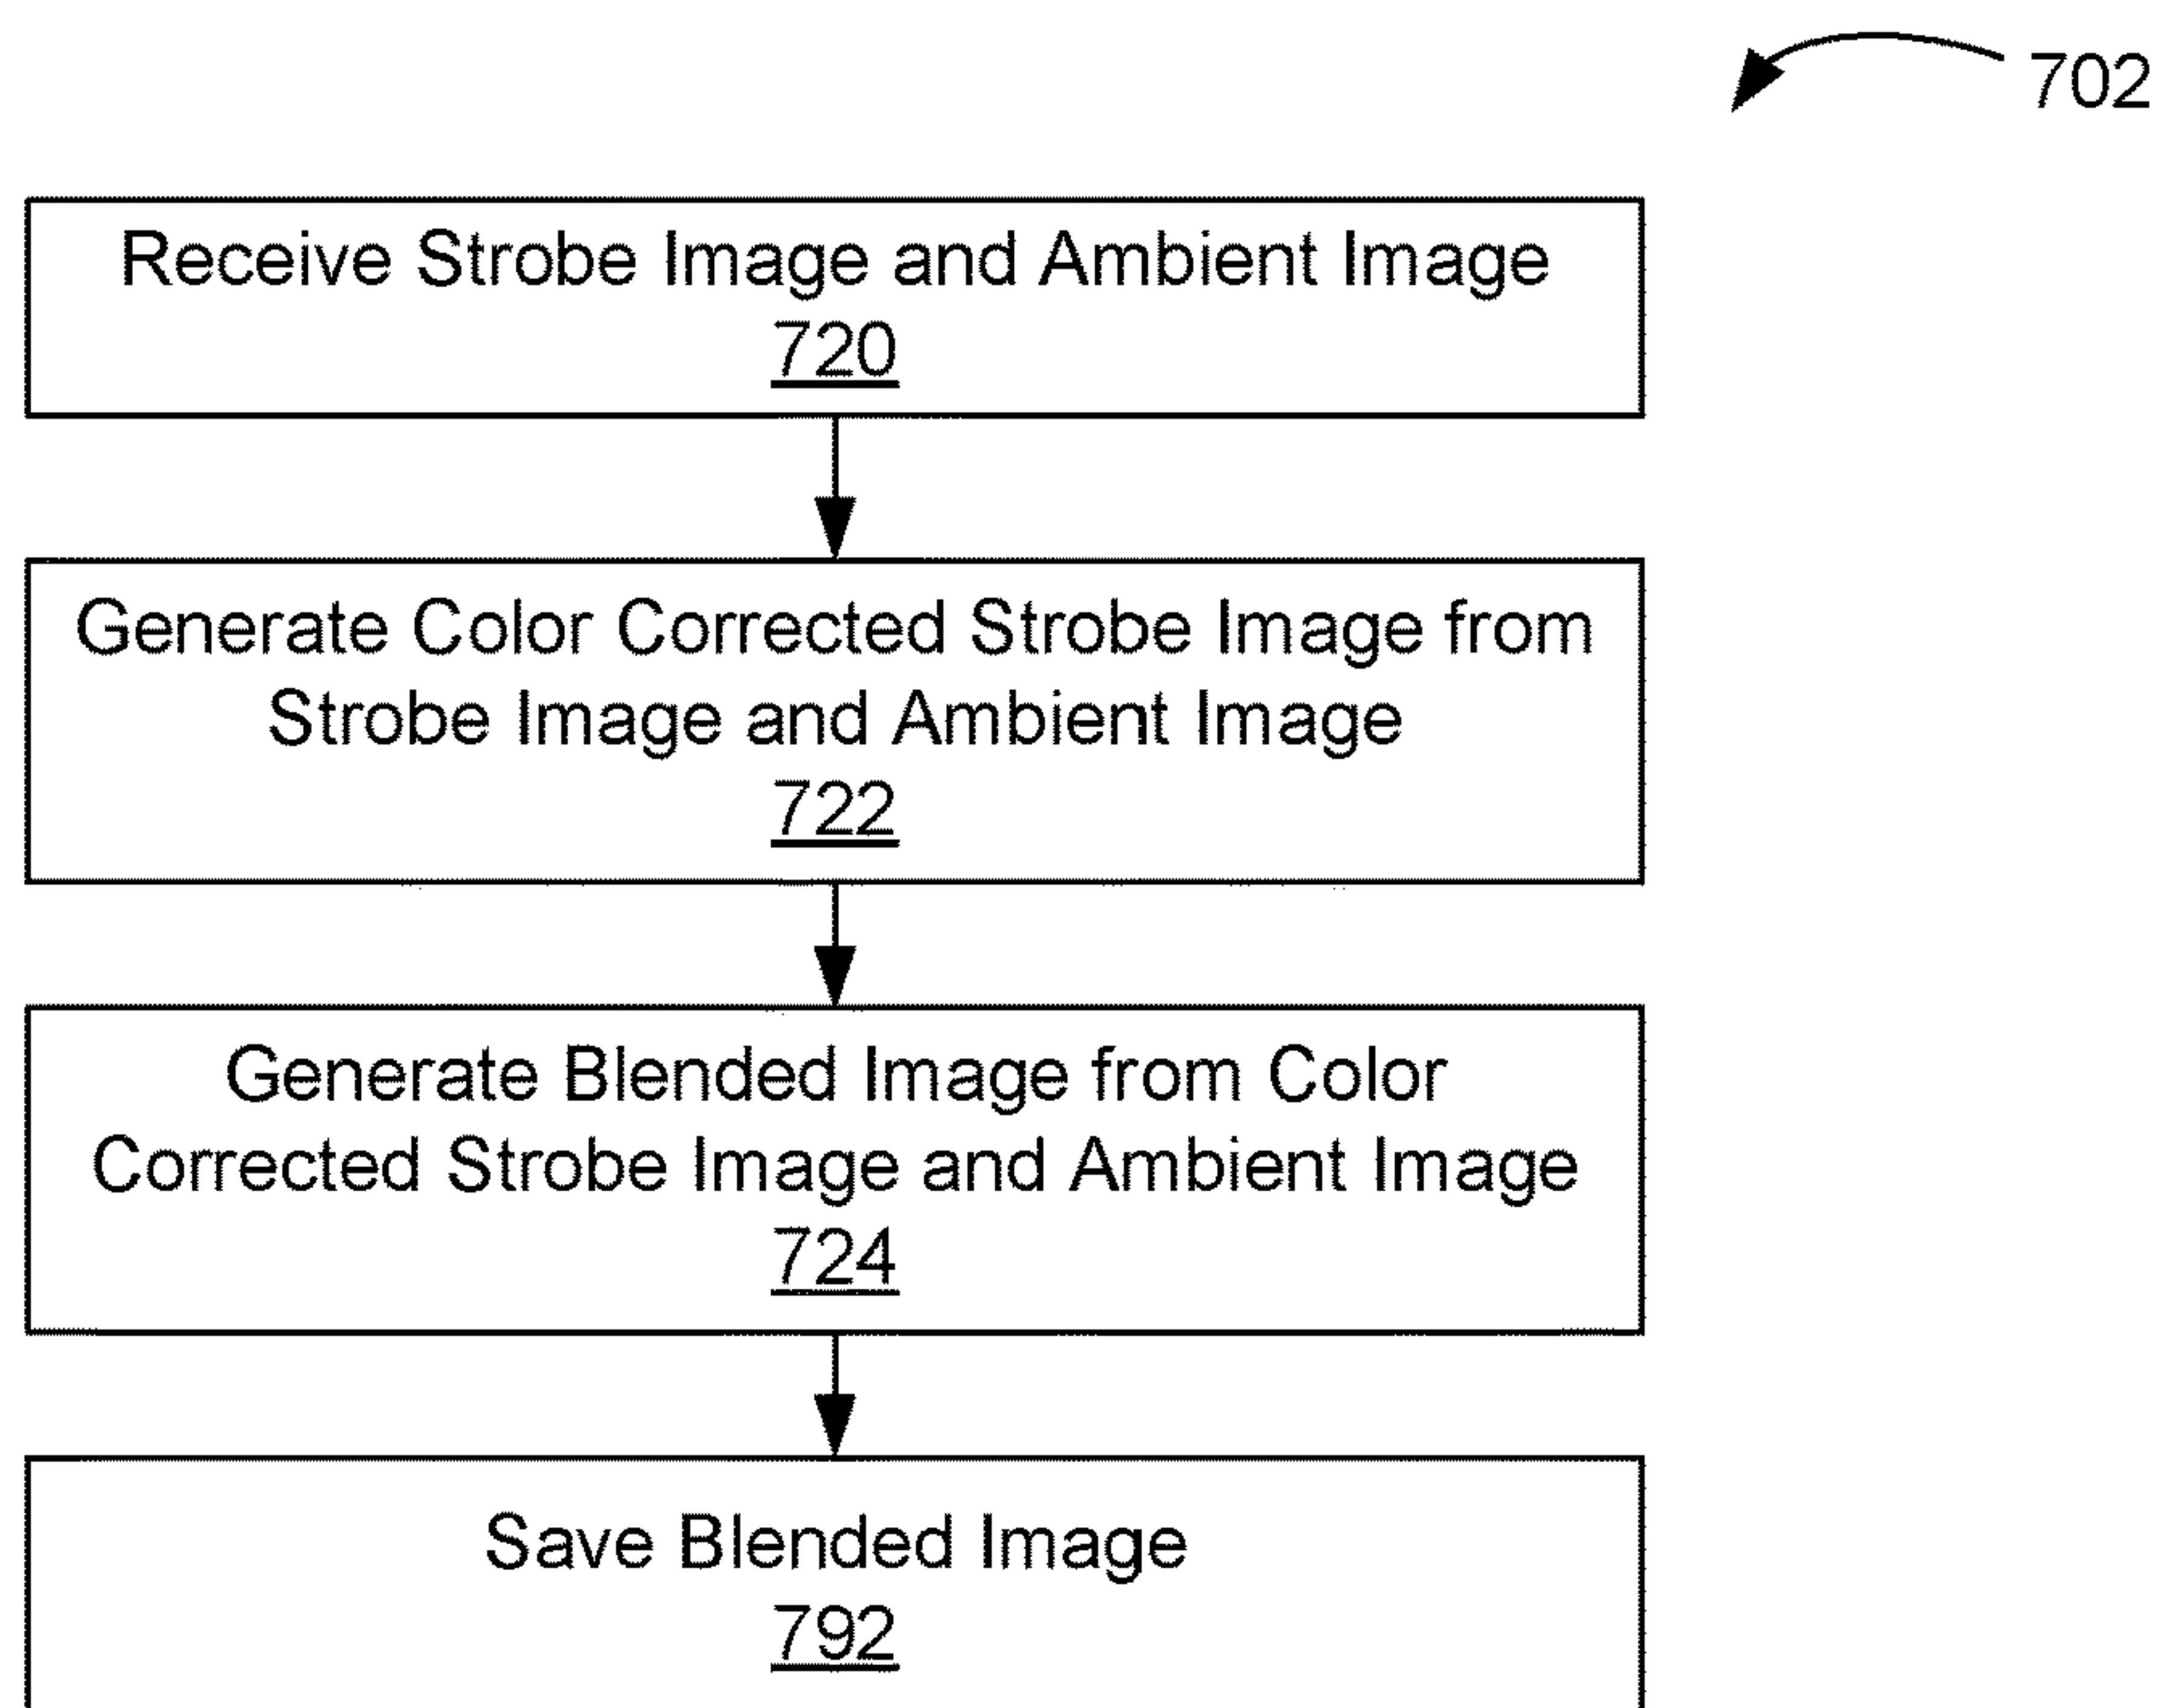 702
Receive Strobe Image and Ambient Image
720
Generate Color Corrected Strobe Image from
Strobe Image and Ambient Image
722
Generate Blended Image from Color
Corrected Strobe Image and Ambient Image
724
Save Blended Image
792